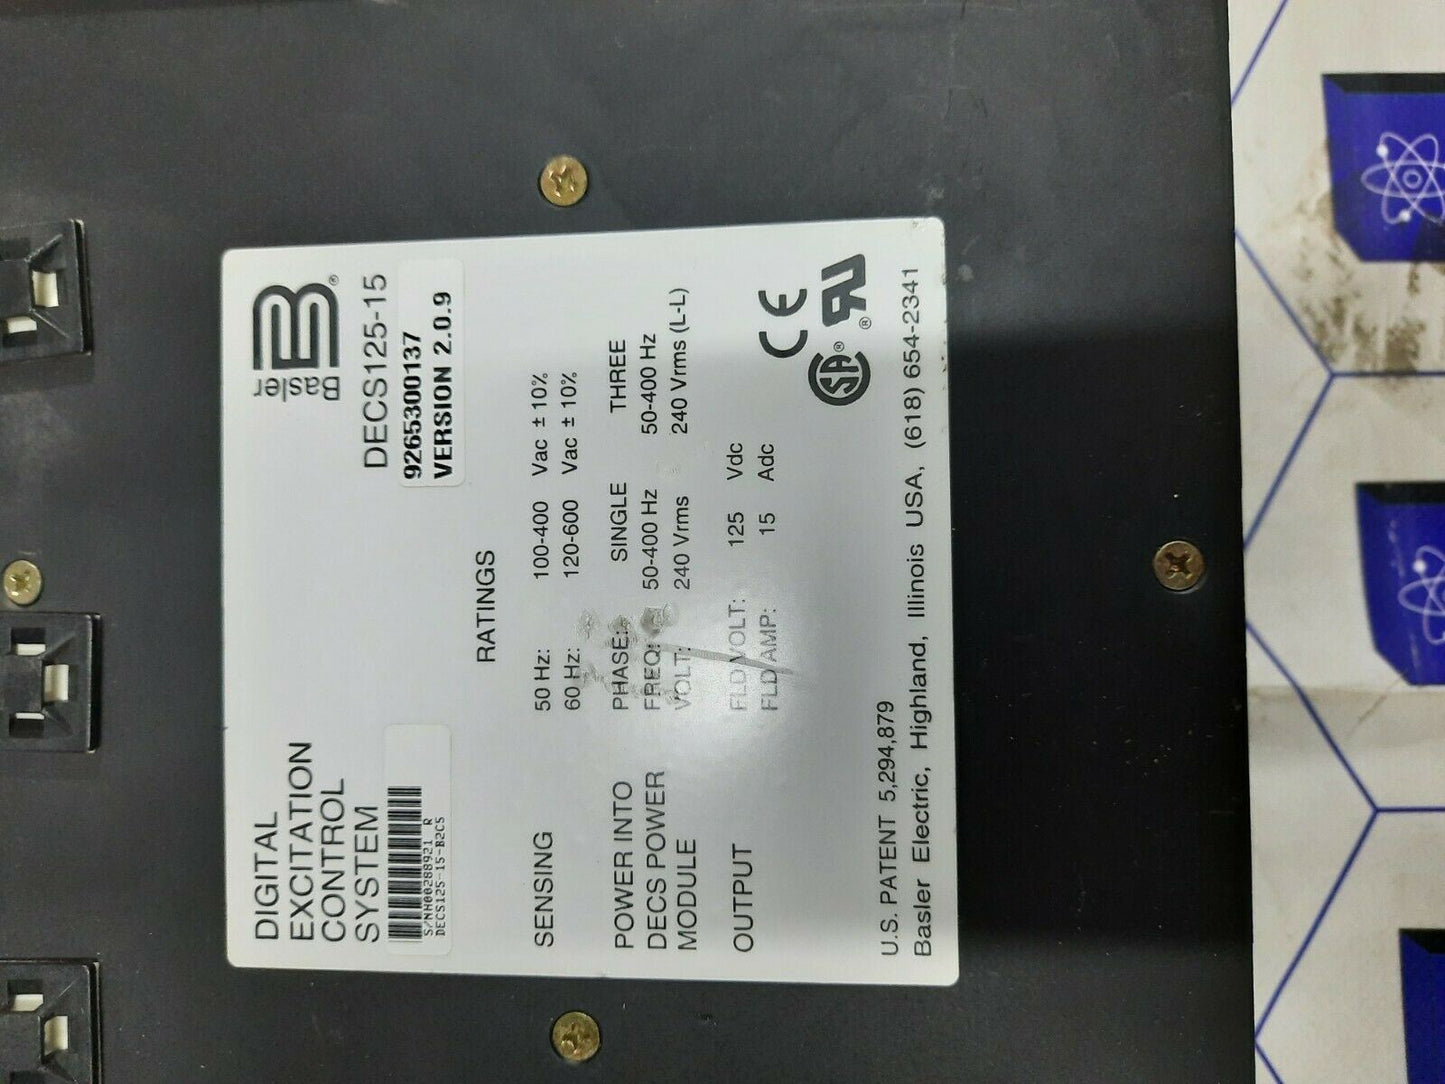 DIGITAL
EXCITATION
CONTROL
SYSTEM
Basler
®
DECS125-15
9265300137
VERSION 2.0.9
S/NH00288921 R
DECS125-15-B2C5
RATINGS
SENSING 50 Hz: 100-400 Vac ± 10%
60 Hz: 120-600 Vac ± 10%
POWER INTO PHASE: SINGLE THREE
DECS POWER FREQ: 50-400 Hz 50-400 Hz
MODULE VOLT: 240 Vrms 240 Vrms (L-L)
OUTPUT FLD VOLT: 125 Vdc
FLD AMP: 15 Adc
CE
SA ® RU ®
U.S. PATENT 5,294,879
Basler Electric, Highland, Illinois USA, (618) 654-2341